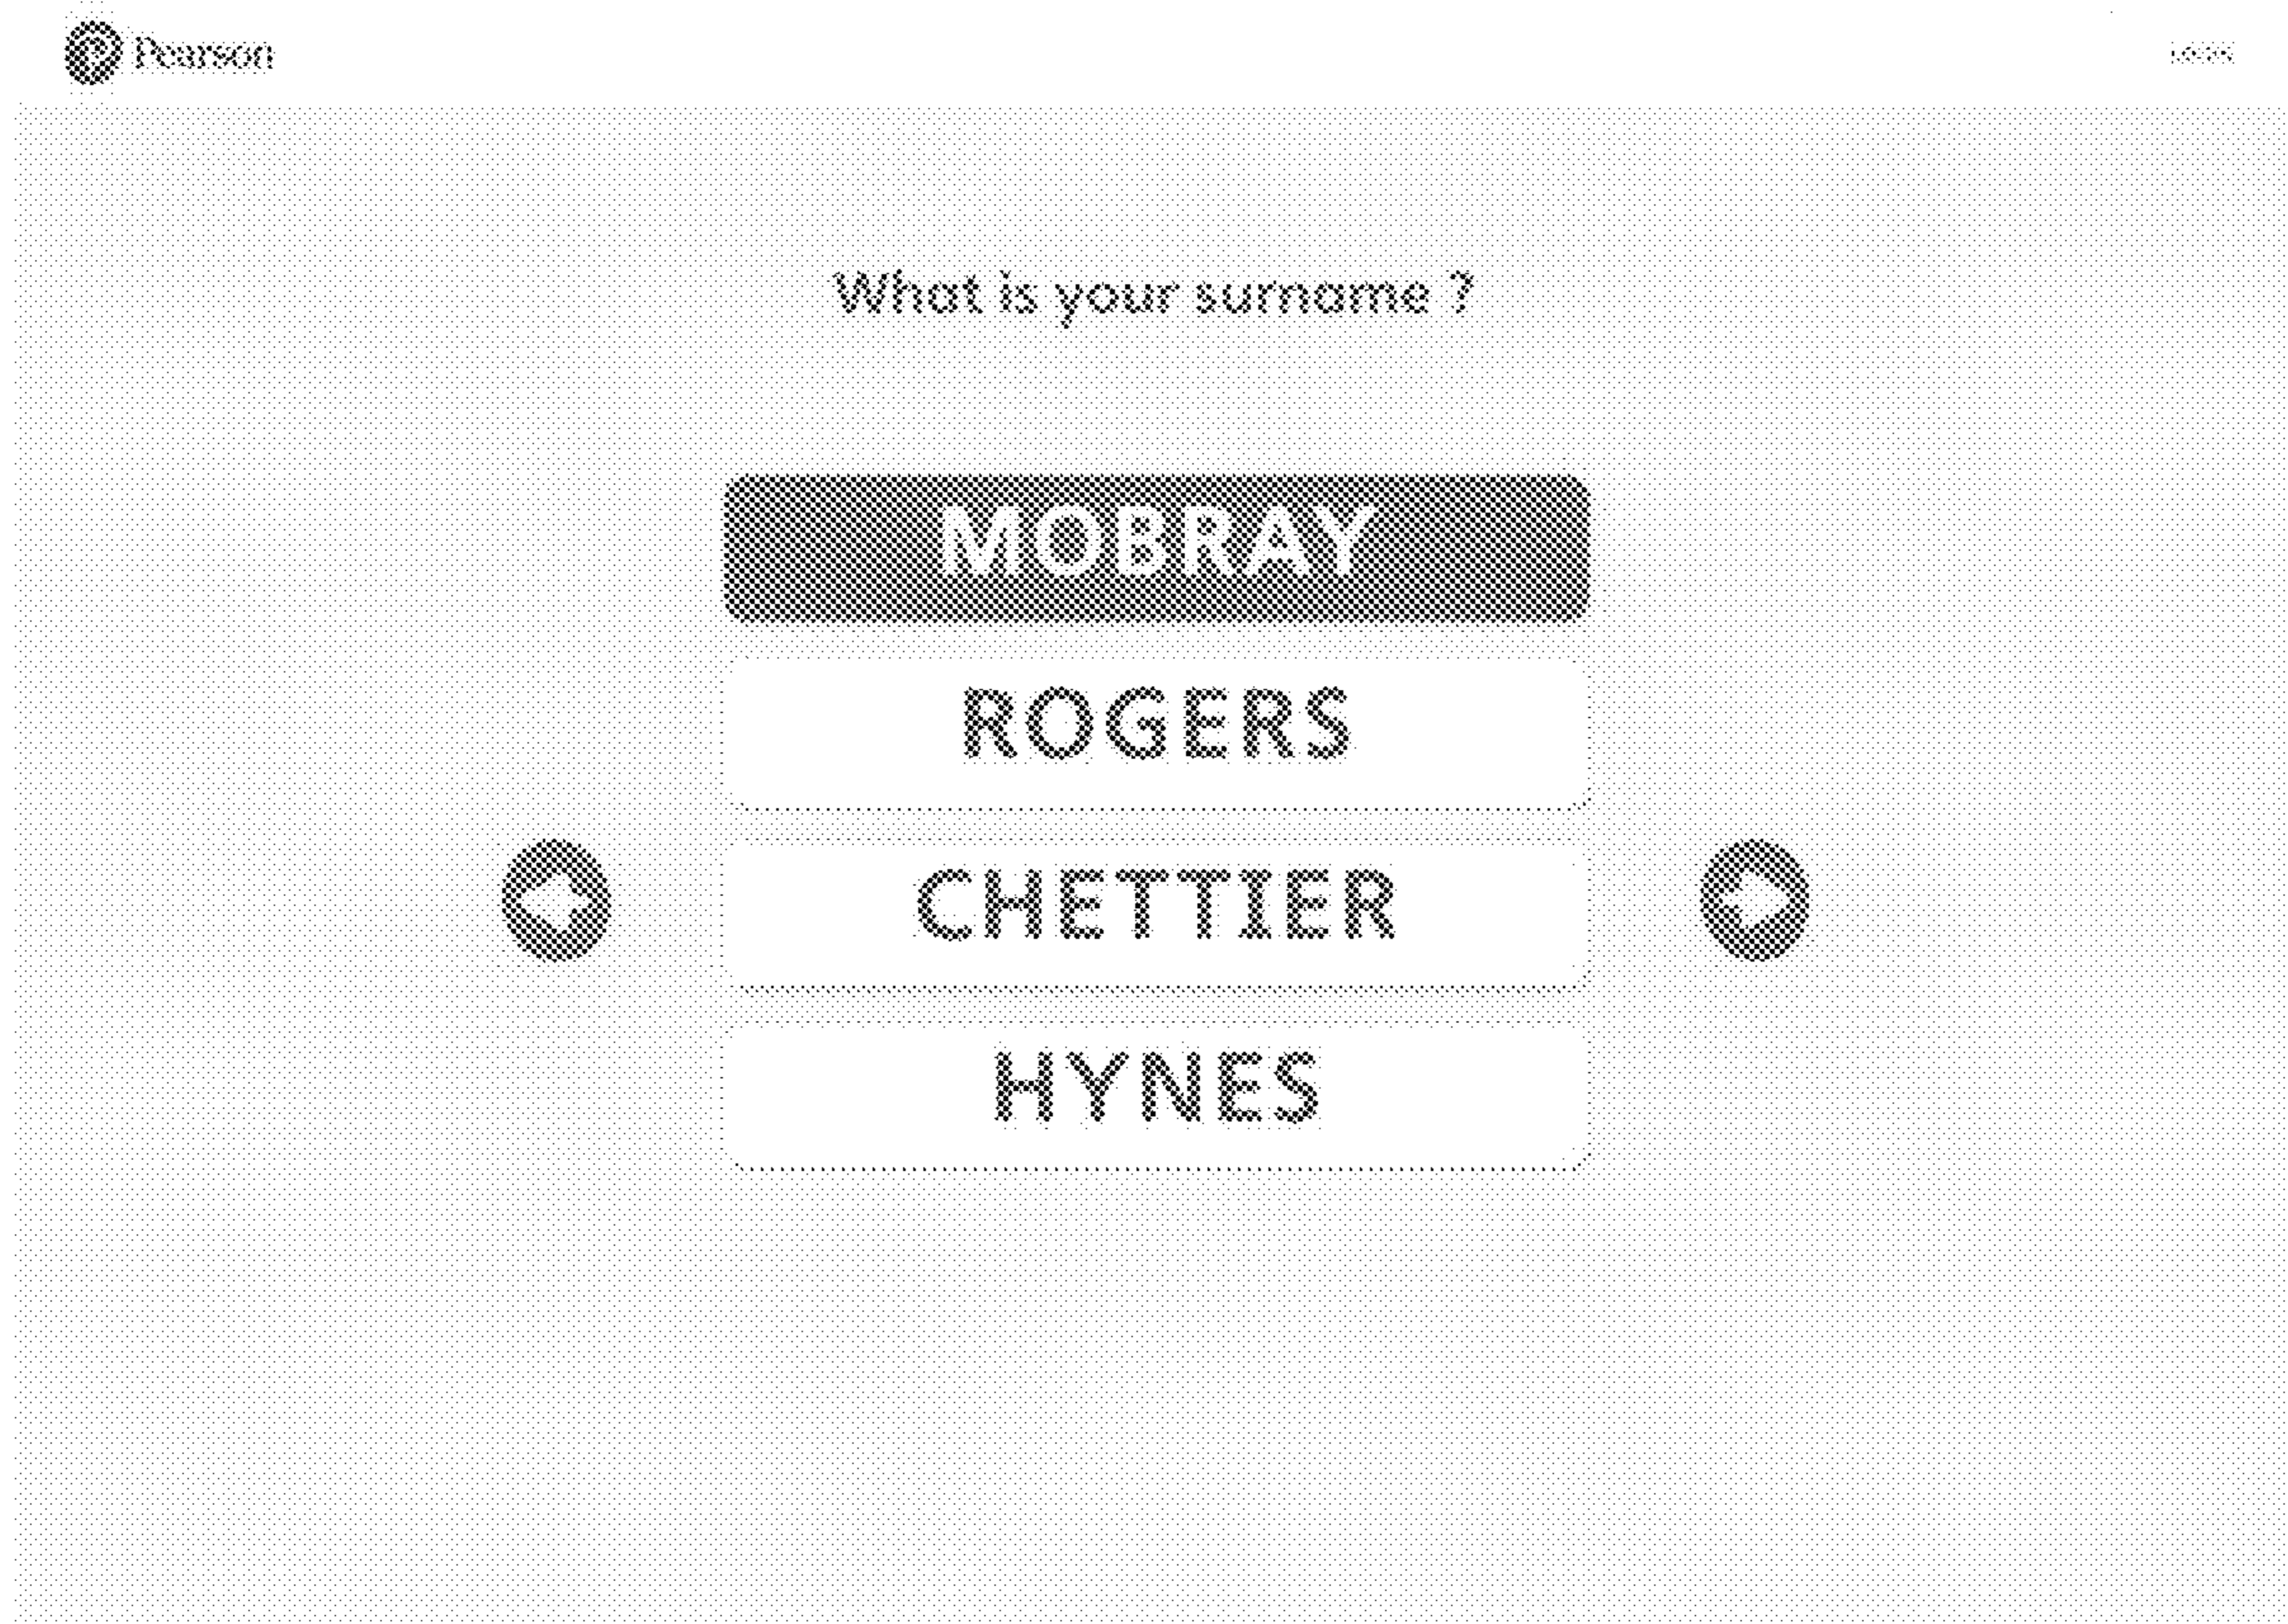 Pearson
What is your surname ?
MOBRAY
ROGERS
CHETTIER
HYNES